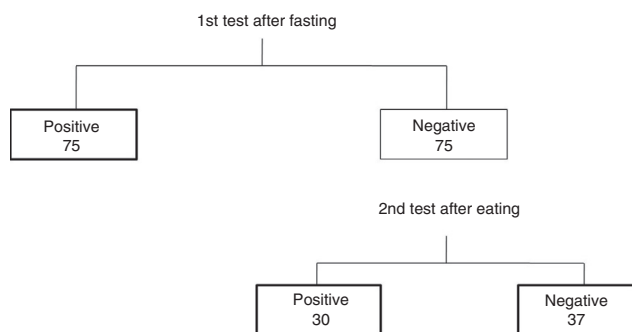 1st test after fasting
Positive
75
Negative
75
2nd test after eating
Positive
30
Negative
37